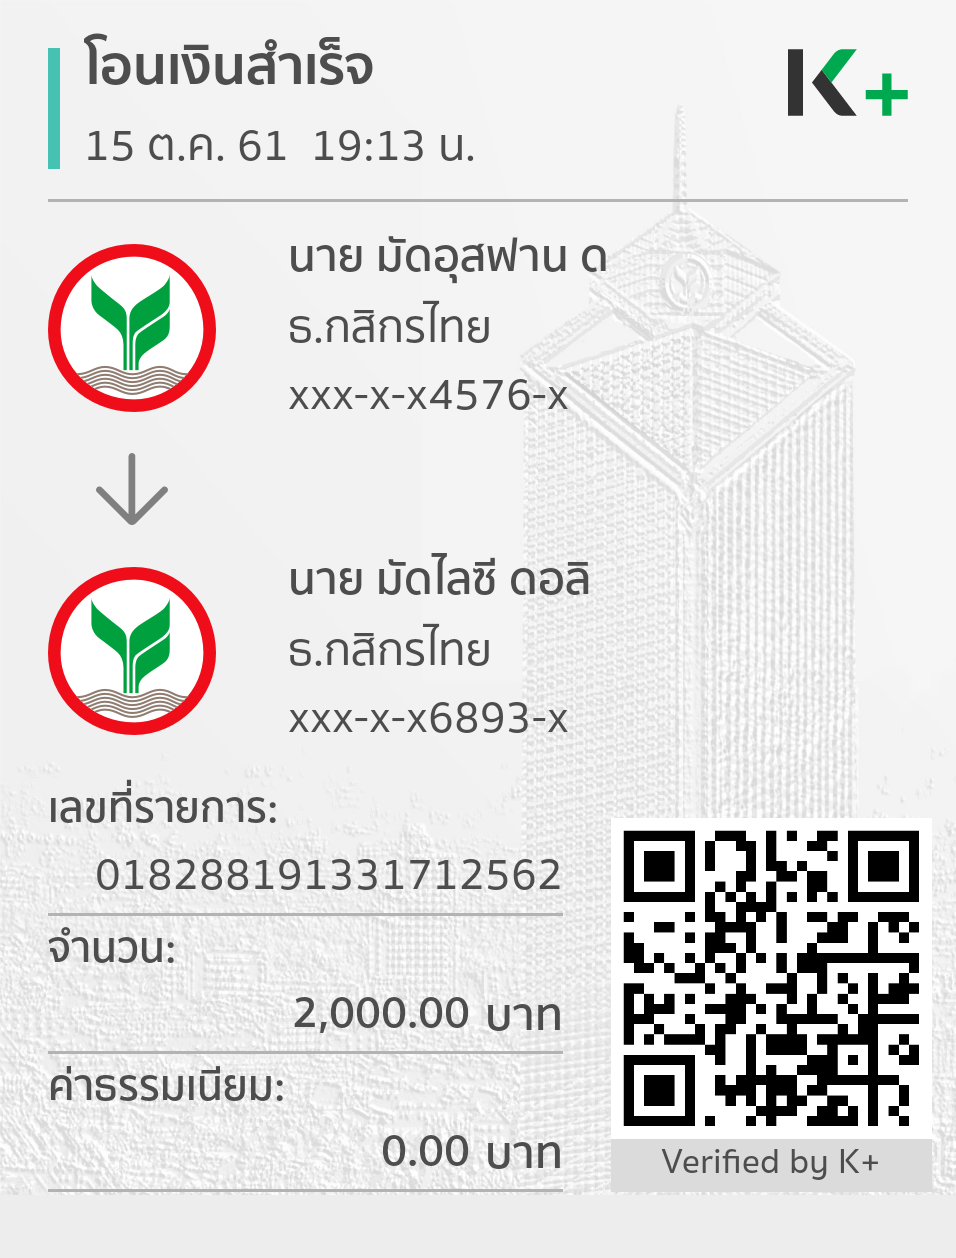 โอนเงินสำเร็จ
K+
15 ต.ค. 61 19:13 น.
นาย มัดอุสฟาน ด
ธ.กสิกรไทย
xxx-x-x4576-x
นาย มัดไลซี ดอลิ
ธ.กสิกรไทย
xxx-x-x6893-x
เลขที่รายการ:
018288191331712562
จำนวน:
2,000.00 บาท
ค่าธรรมเนียม:
0.00 บาท
Verified by K+